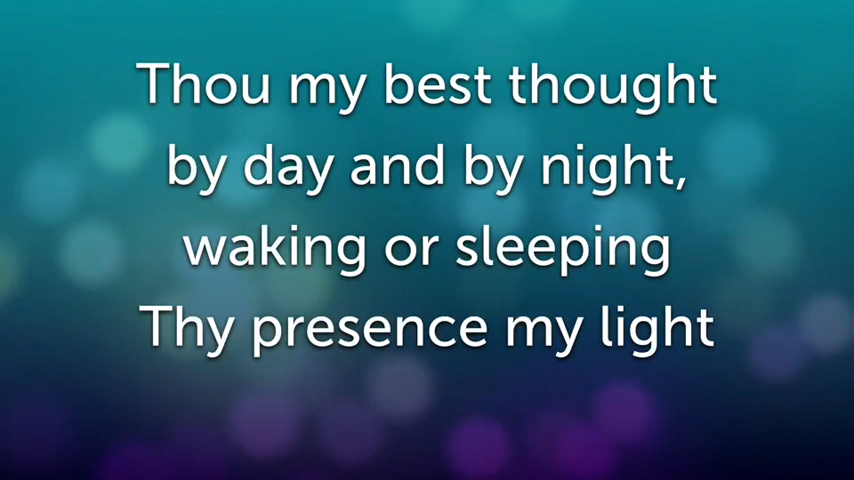 Thou my best thought
by day and by night,
waking or sleeping
Thy presence my light